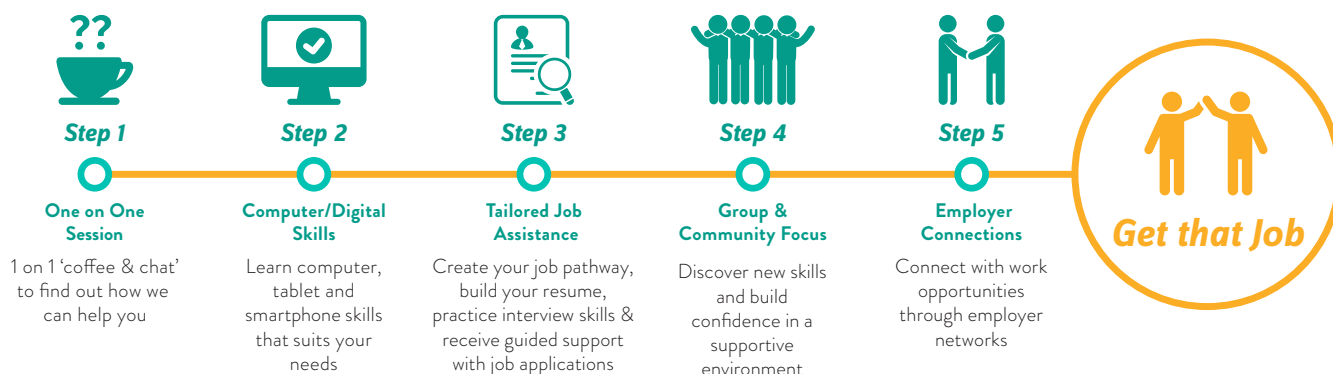 ??
Step 1
One on One
Session
1 on 1 ‘coffee & chat’
to find out how we
can help you
Step 2
Computer/Digital
Skills
Learn computer,
tablet and
smartphone skills
that suits your
needs
Step 3
Tailored Job
Assistance
Create your job pathway,
build your resume,
practice interview skills &
receive guided support
with job applications
Step 4
Group &
Community Focus
Discover new skills
and build
confidence in a
supportive
environment
Step 5
Employer
Connections
Connect with work
opportunities
through employer
networks
Get that Job